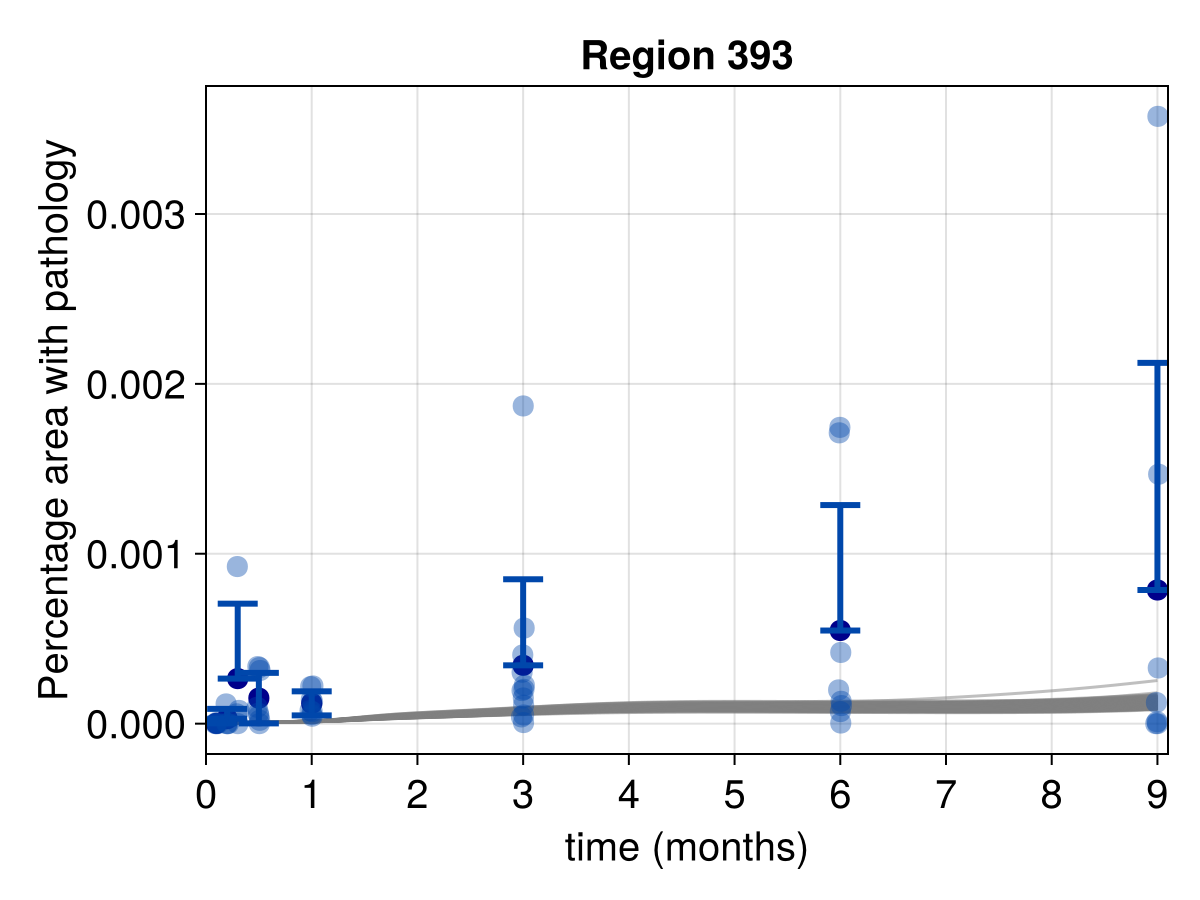 Region 393
Percentage area with pathology
0.003
0.002
0.001
0.000
0 1 2 3 4 5 6 7 8 9
time (months)